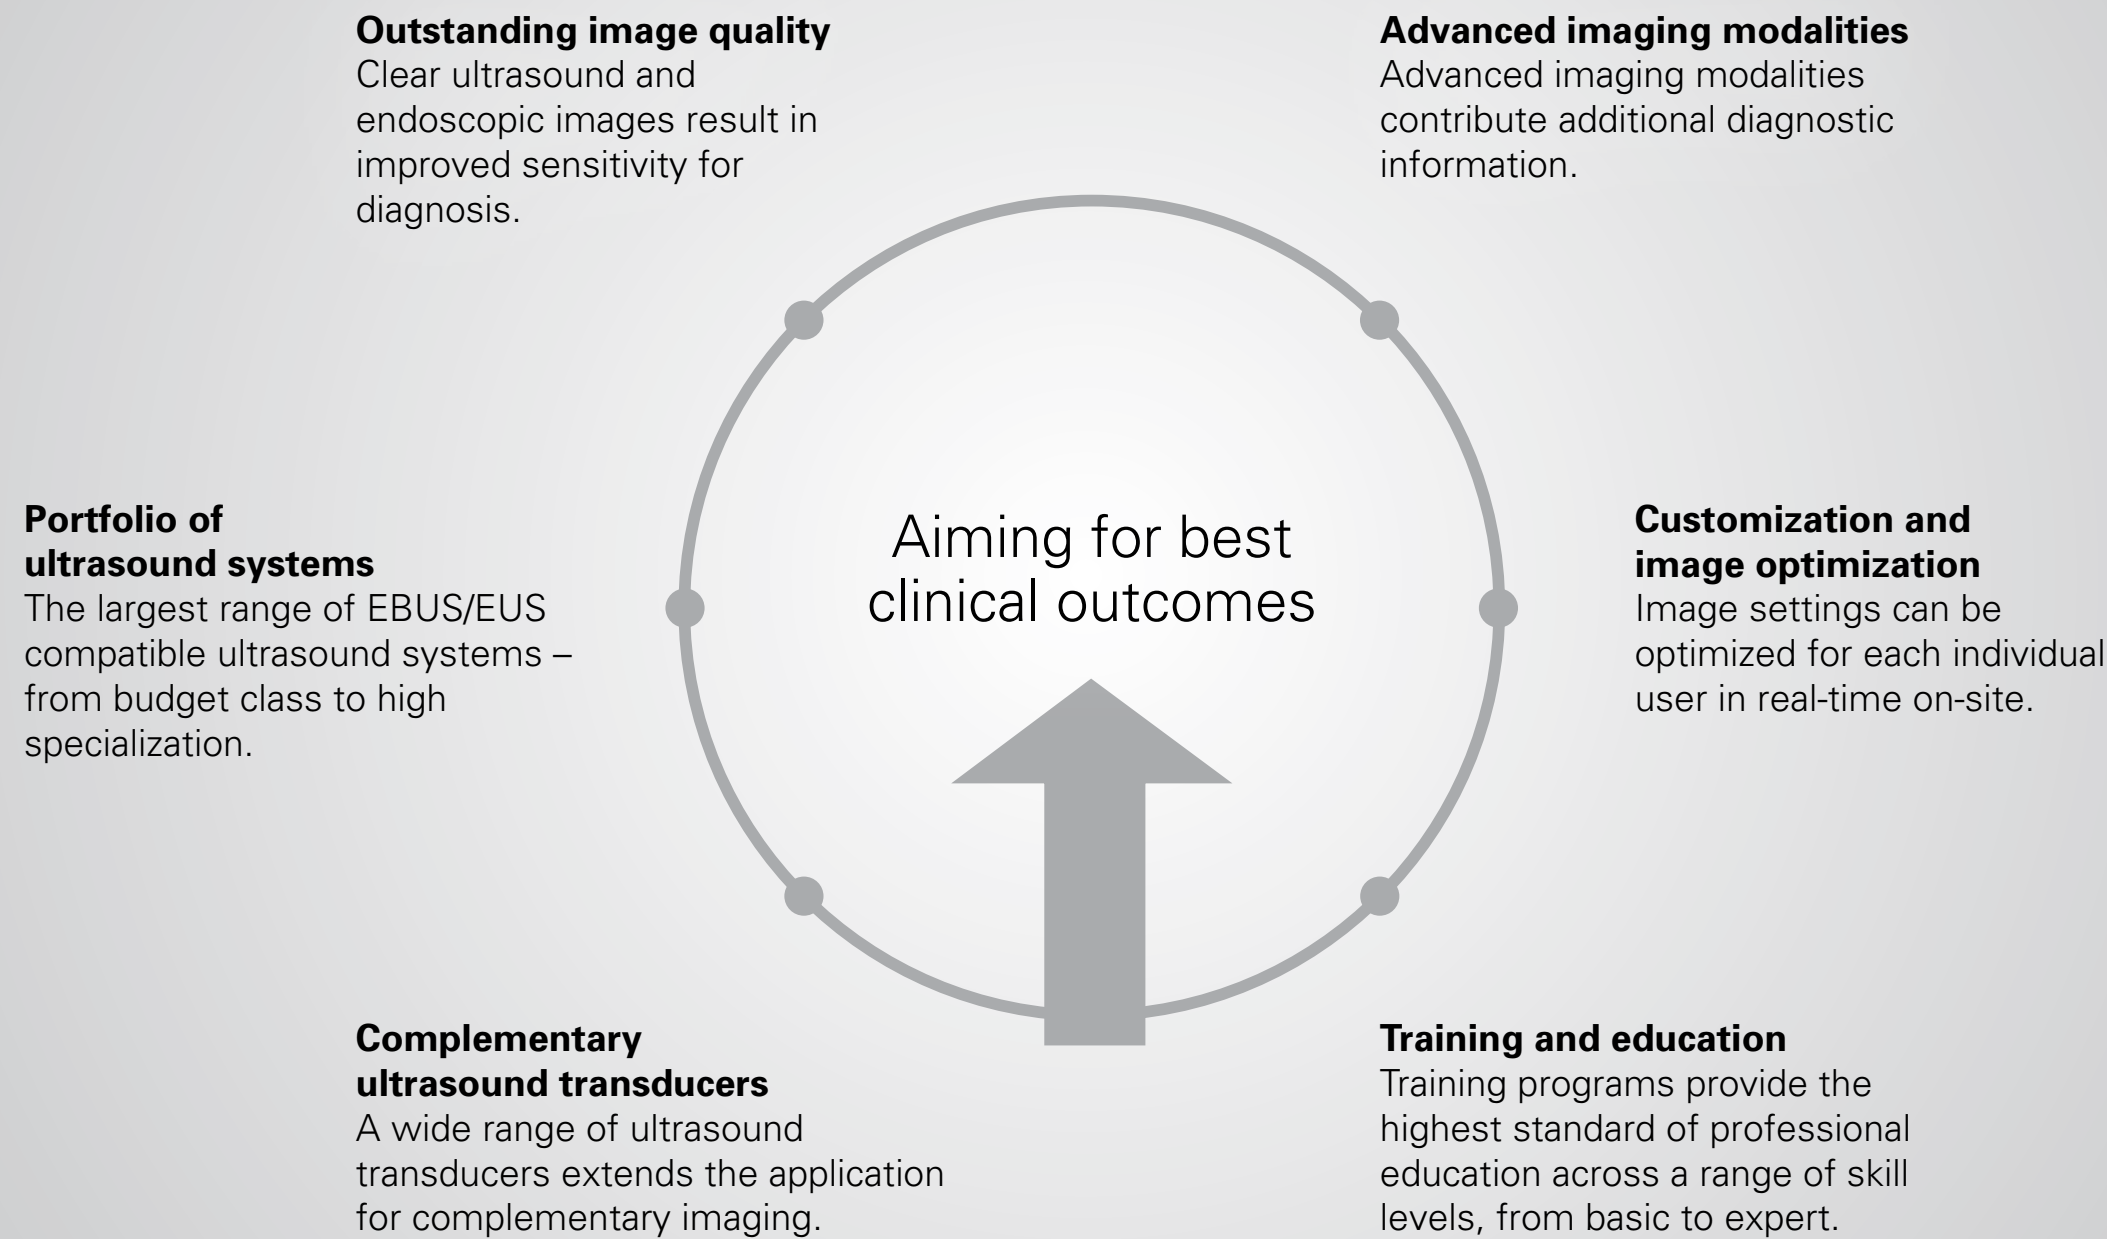 Outstanding image quality
Clear ultrasound and
endoscopic images result in
improved sensitivity for
diagnosis.
Advanced imaging modalities
Advanced imaging modalities
contribute additional diagnostic
information.
Portfolio of
ultrasound systems
The largest range of EBUS/EUS
compatible ultrasound systems –
from budget class to high
specialization.
Aiming for best
clinical outcomes
Customization and
image optimization
Image settings can be
optimized for each individual
user in real-time on-site.
Complementary
ultrasound transducers
A wide range of ultrasound
transducers extends the application
for complementary imaging.
Training and education
Training programs provide the
highest standard of professional
education across a range of skill
levels, from basic to expert.